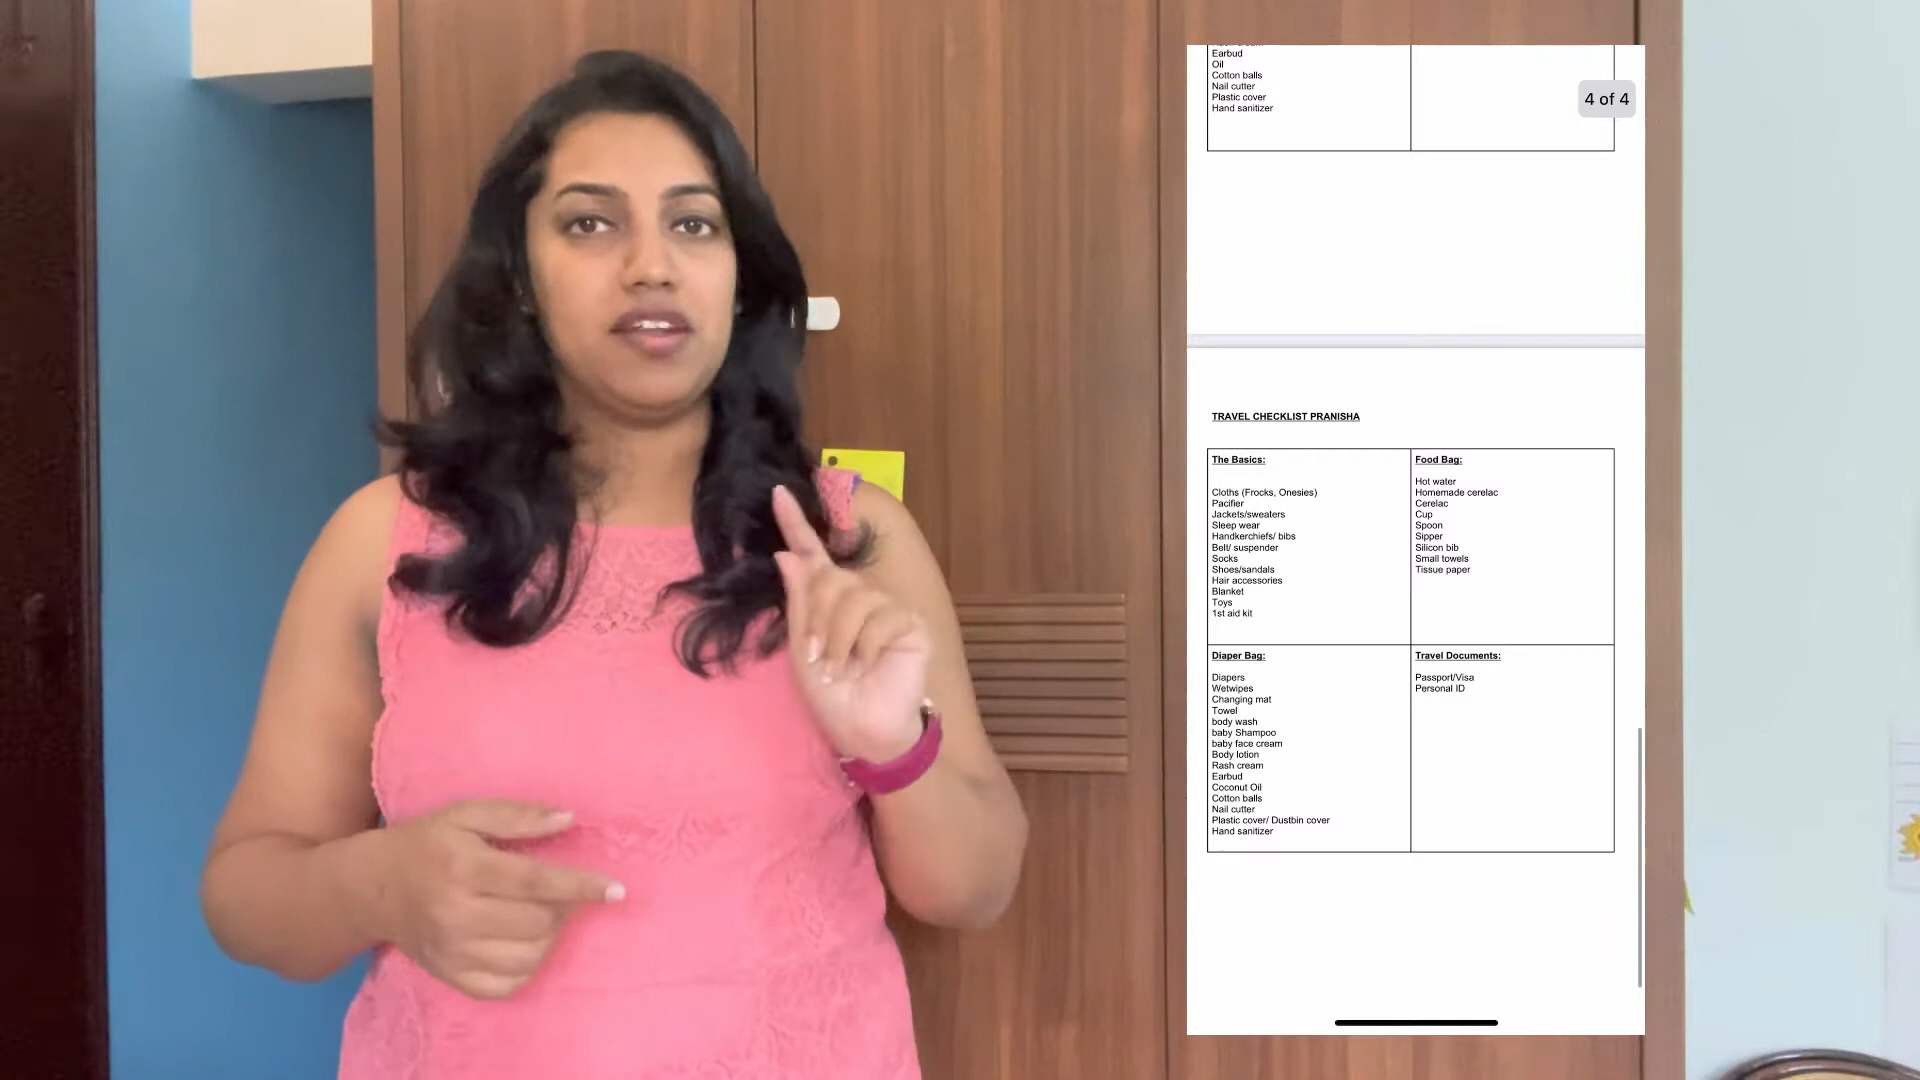 Earbud
Oil
Cotton balls
Nail cutter
Plastic cover
Hand sanitizer
4 of 4
TRAVEL CHECKLIST PRANISHA
The Basics:
Cloths (Frocks, Onesies)
Pacifier
Jackets/sweaters
Sleep wear
Handkerchiefs/ bibs
Belt/ suspender
Socks
Shoes/sandals
Hair accessories
Blanket
Toys
1st aid kit
Food Bag:
Hot water
Homemade cerelac
Cerelac
Cup
Spoon
Sipper
Silicon bib
Small towels
Tissue paper
Diaper Bag:
Diapers
Wetwipes
Changing mat
Towel
body wash
baby Shampoo
baby face cream
Body lotion
Rash cream
Earbud
Coconut Oil
Cotton balls
Nail cutter
Plastic cover/ Dustbin cover
Hand sanitizer
Travel Documents:
Passport/Visa
Personal ID